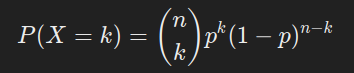 P(X = k) = \binom{n}{k} p^k (1 − p)^{n−k}